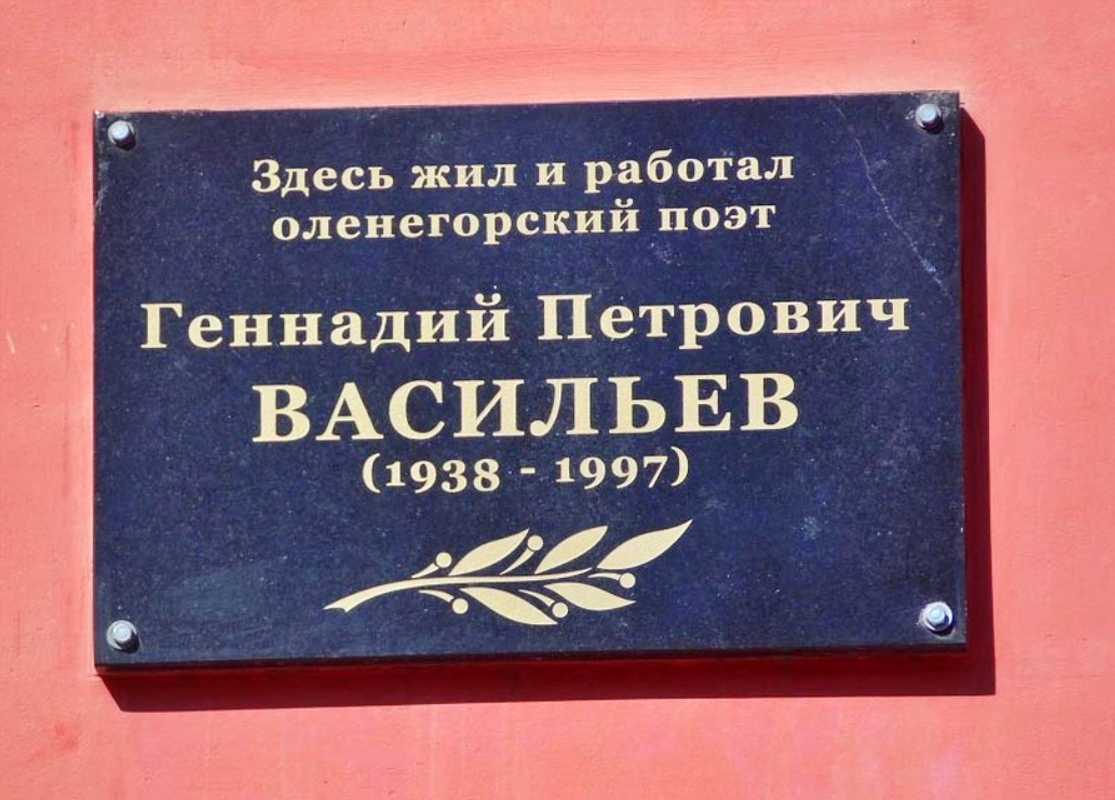 Здесь жил и работал
оленегорский поэт
Геннадий Петрович
ВАСИЛЬЕВ
(1938 - 1997)